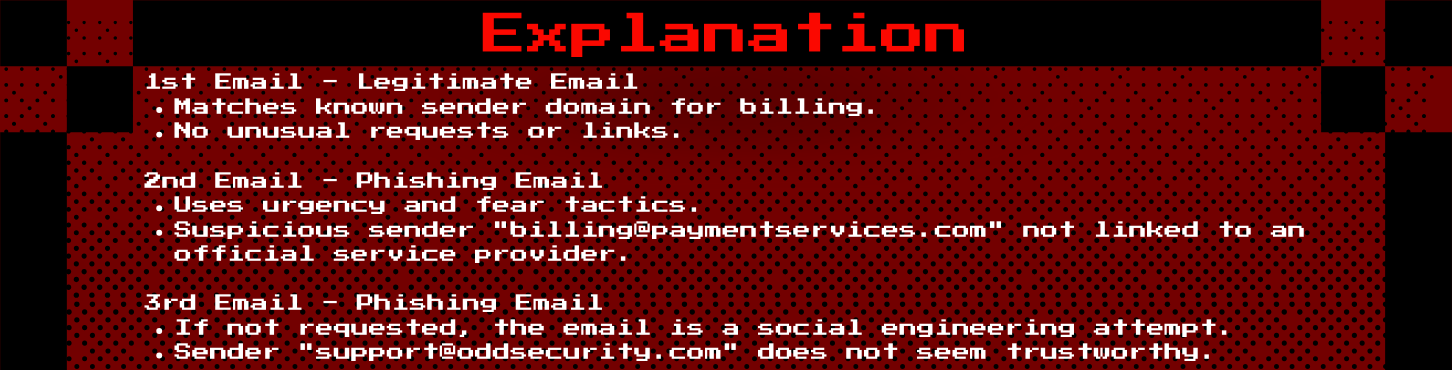 Explanation
1st Email - Legitimate Email
• Matches known sender domain for billing.
• No unusual requests or links.
2nd Email - Phishing Email
• Uses urgency and fear tactics.
• Suspicious sender "billing@paymentservices.com" not linked to an
official service provider.
3rd Email - Phishing Email
• If not requested, the email is a social engineering attempt.
• Sender "support@oddsecurity.com" does not seem trustworthy.